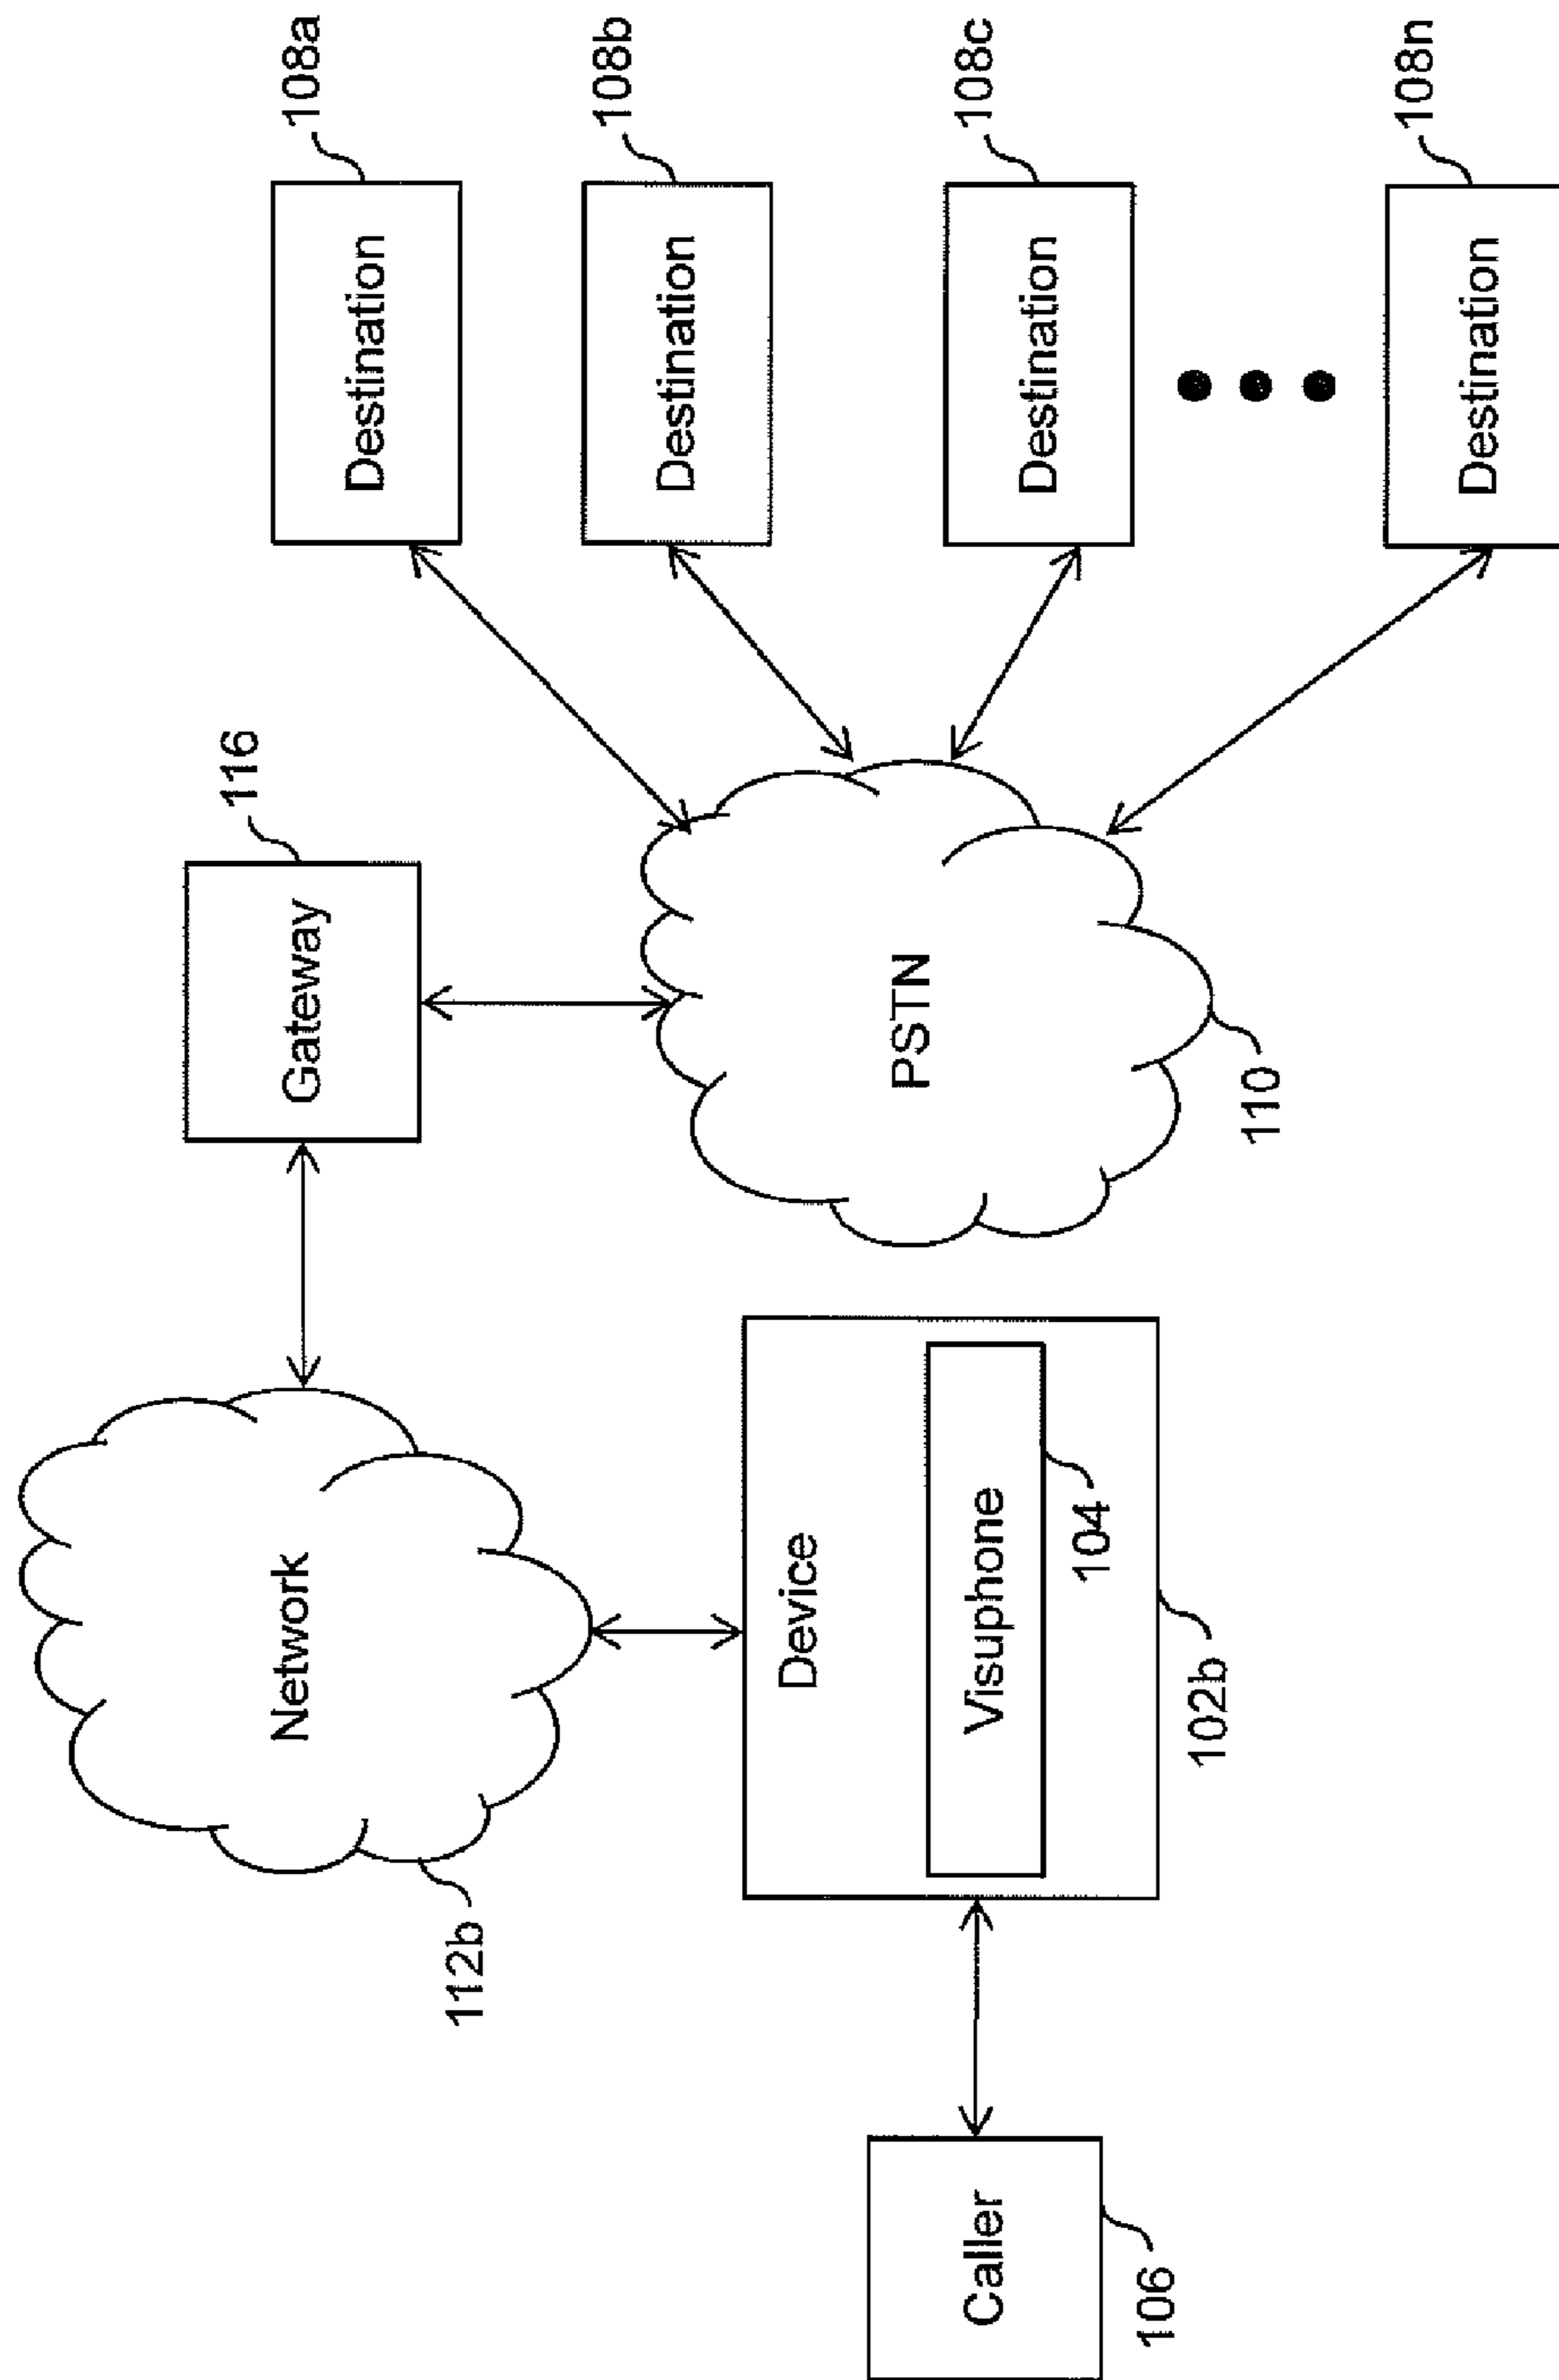 108a
Destination
108b
Destination
108c
Destination
108n
Destination
116
Gateway
PSTN
110
Network
112b
Device
Visuphone
104
102b
Caller
106